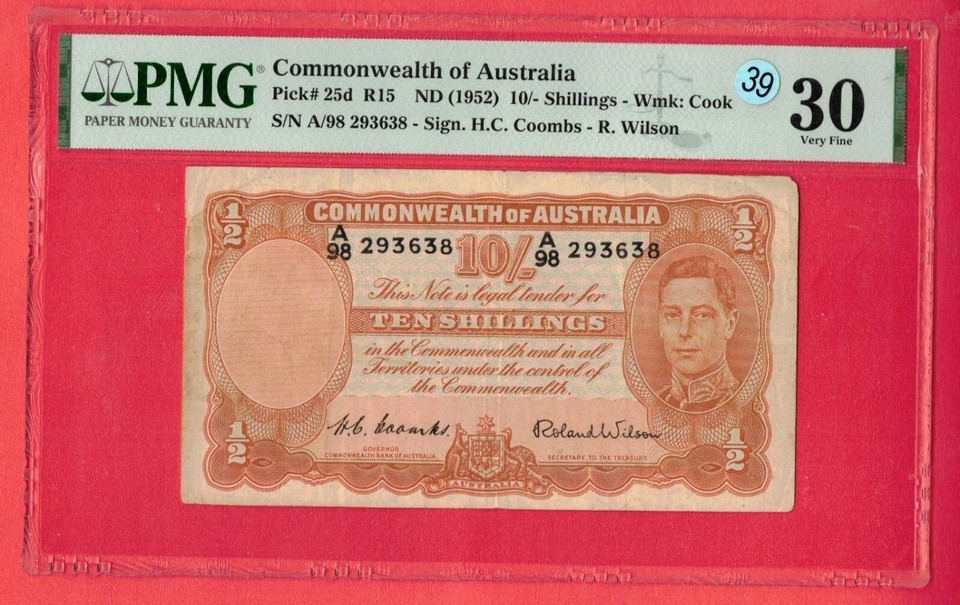 PMG®
PAPER MONEY GUARANTY
Commonwealth of Australia
Pick# 25d R15 ND (1952) 10/- Shillings - Wmk: Cook
S/N A/98 293638 - Sign. H.C. Coombs - R. Wilson
39
30
Very Fine
1/2 COMMONWEALTH OF AUSTRALIA 1/2
A/98 293638 10/- A/98 293638
This Note is legal tender for
TEN SHILLINGS
in the Commonwealth and in all
Territories under the control of
the Commonwealth.
H.C. Coombs. Roland Wilson
1/2 1/2
GOVERNOR
COMMONWEALTH BANK OF AUSTRALIA.
SECRETARY TO THE TREASURY.
AUSTRALIA